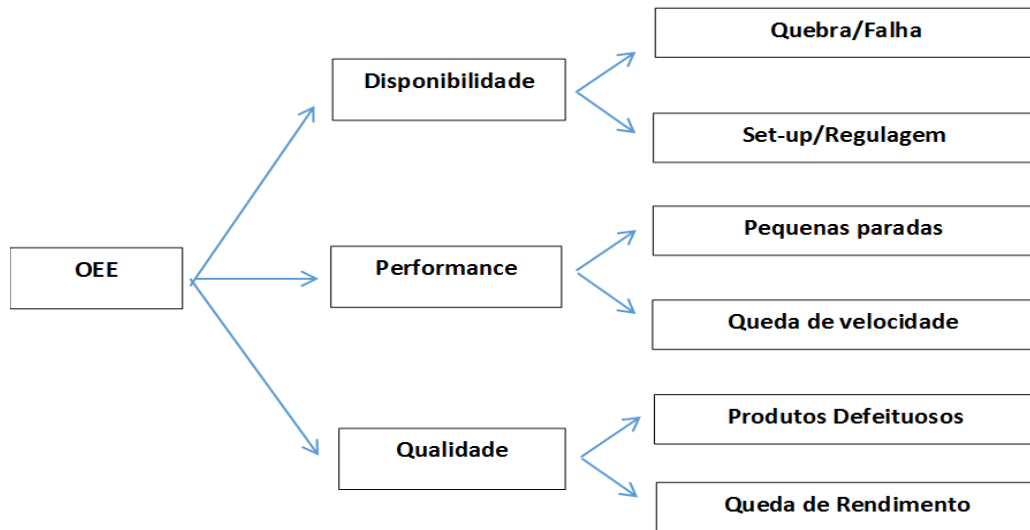 OEE
Disponibilidade
Quebra/Falha
Set-up/Regulagem
Performance
Pequenas paradas
Queda de velocidade
Qualidade
Produtos Defeituosos
Queda de Rendimento